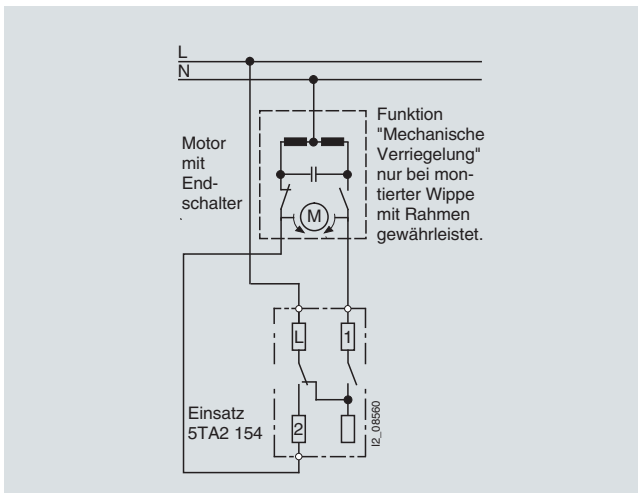 L
N
Motor
mit
End-
schalter
.
Funktion
"Mechanische
Verriegelung"
nur bei mon-
tierter Wippe
mit Rahmen
gewährleistet.
M
L
1
Einsatz
5TA2 154
2
I2_08560